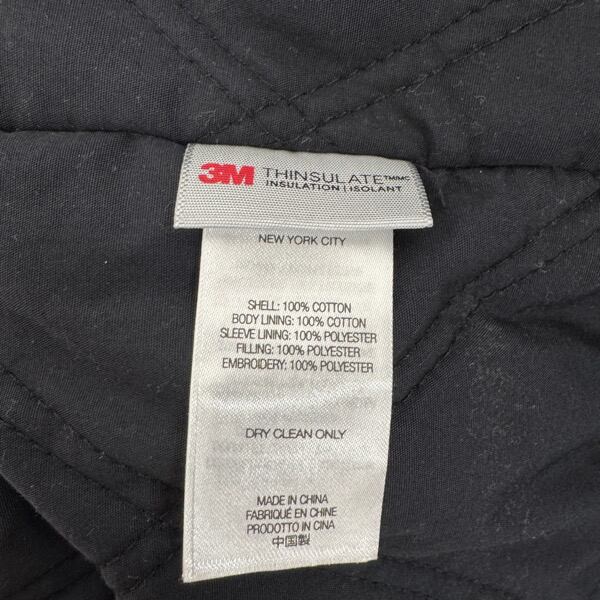 3M THINSULATE™/MC
INSULATION | ISOLANT
NEW YORK CITY
SHELL: 100% COTTON
BODY LINING: 100% COTTON
SLEEVE LINING: 100% POLYESTER
FILLING: 100% POLYESTER
EMBROIDERY: 100% POLYESTER
DRY CLEAN ONLY
MADE IN CHINA
FABRIQUÉ EN CHINE
PRODOTTO IN CINA
中国製